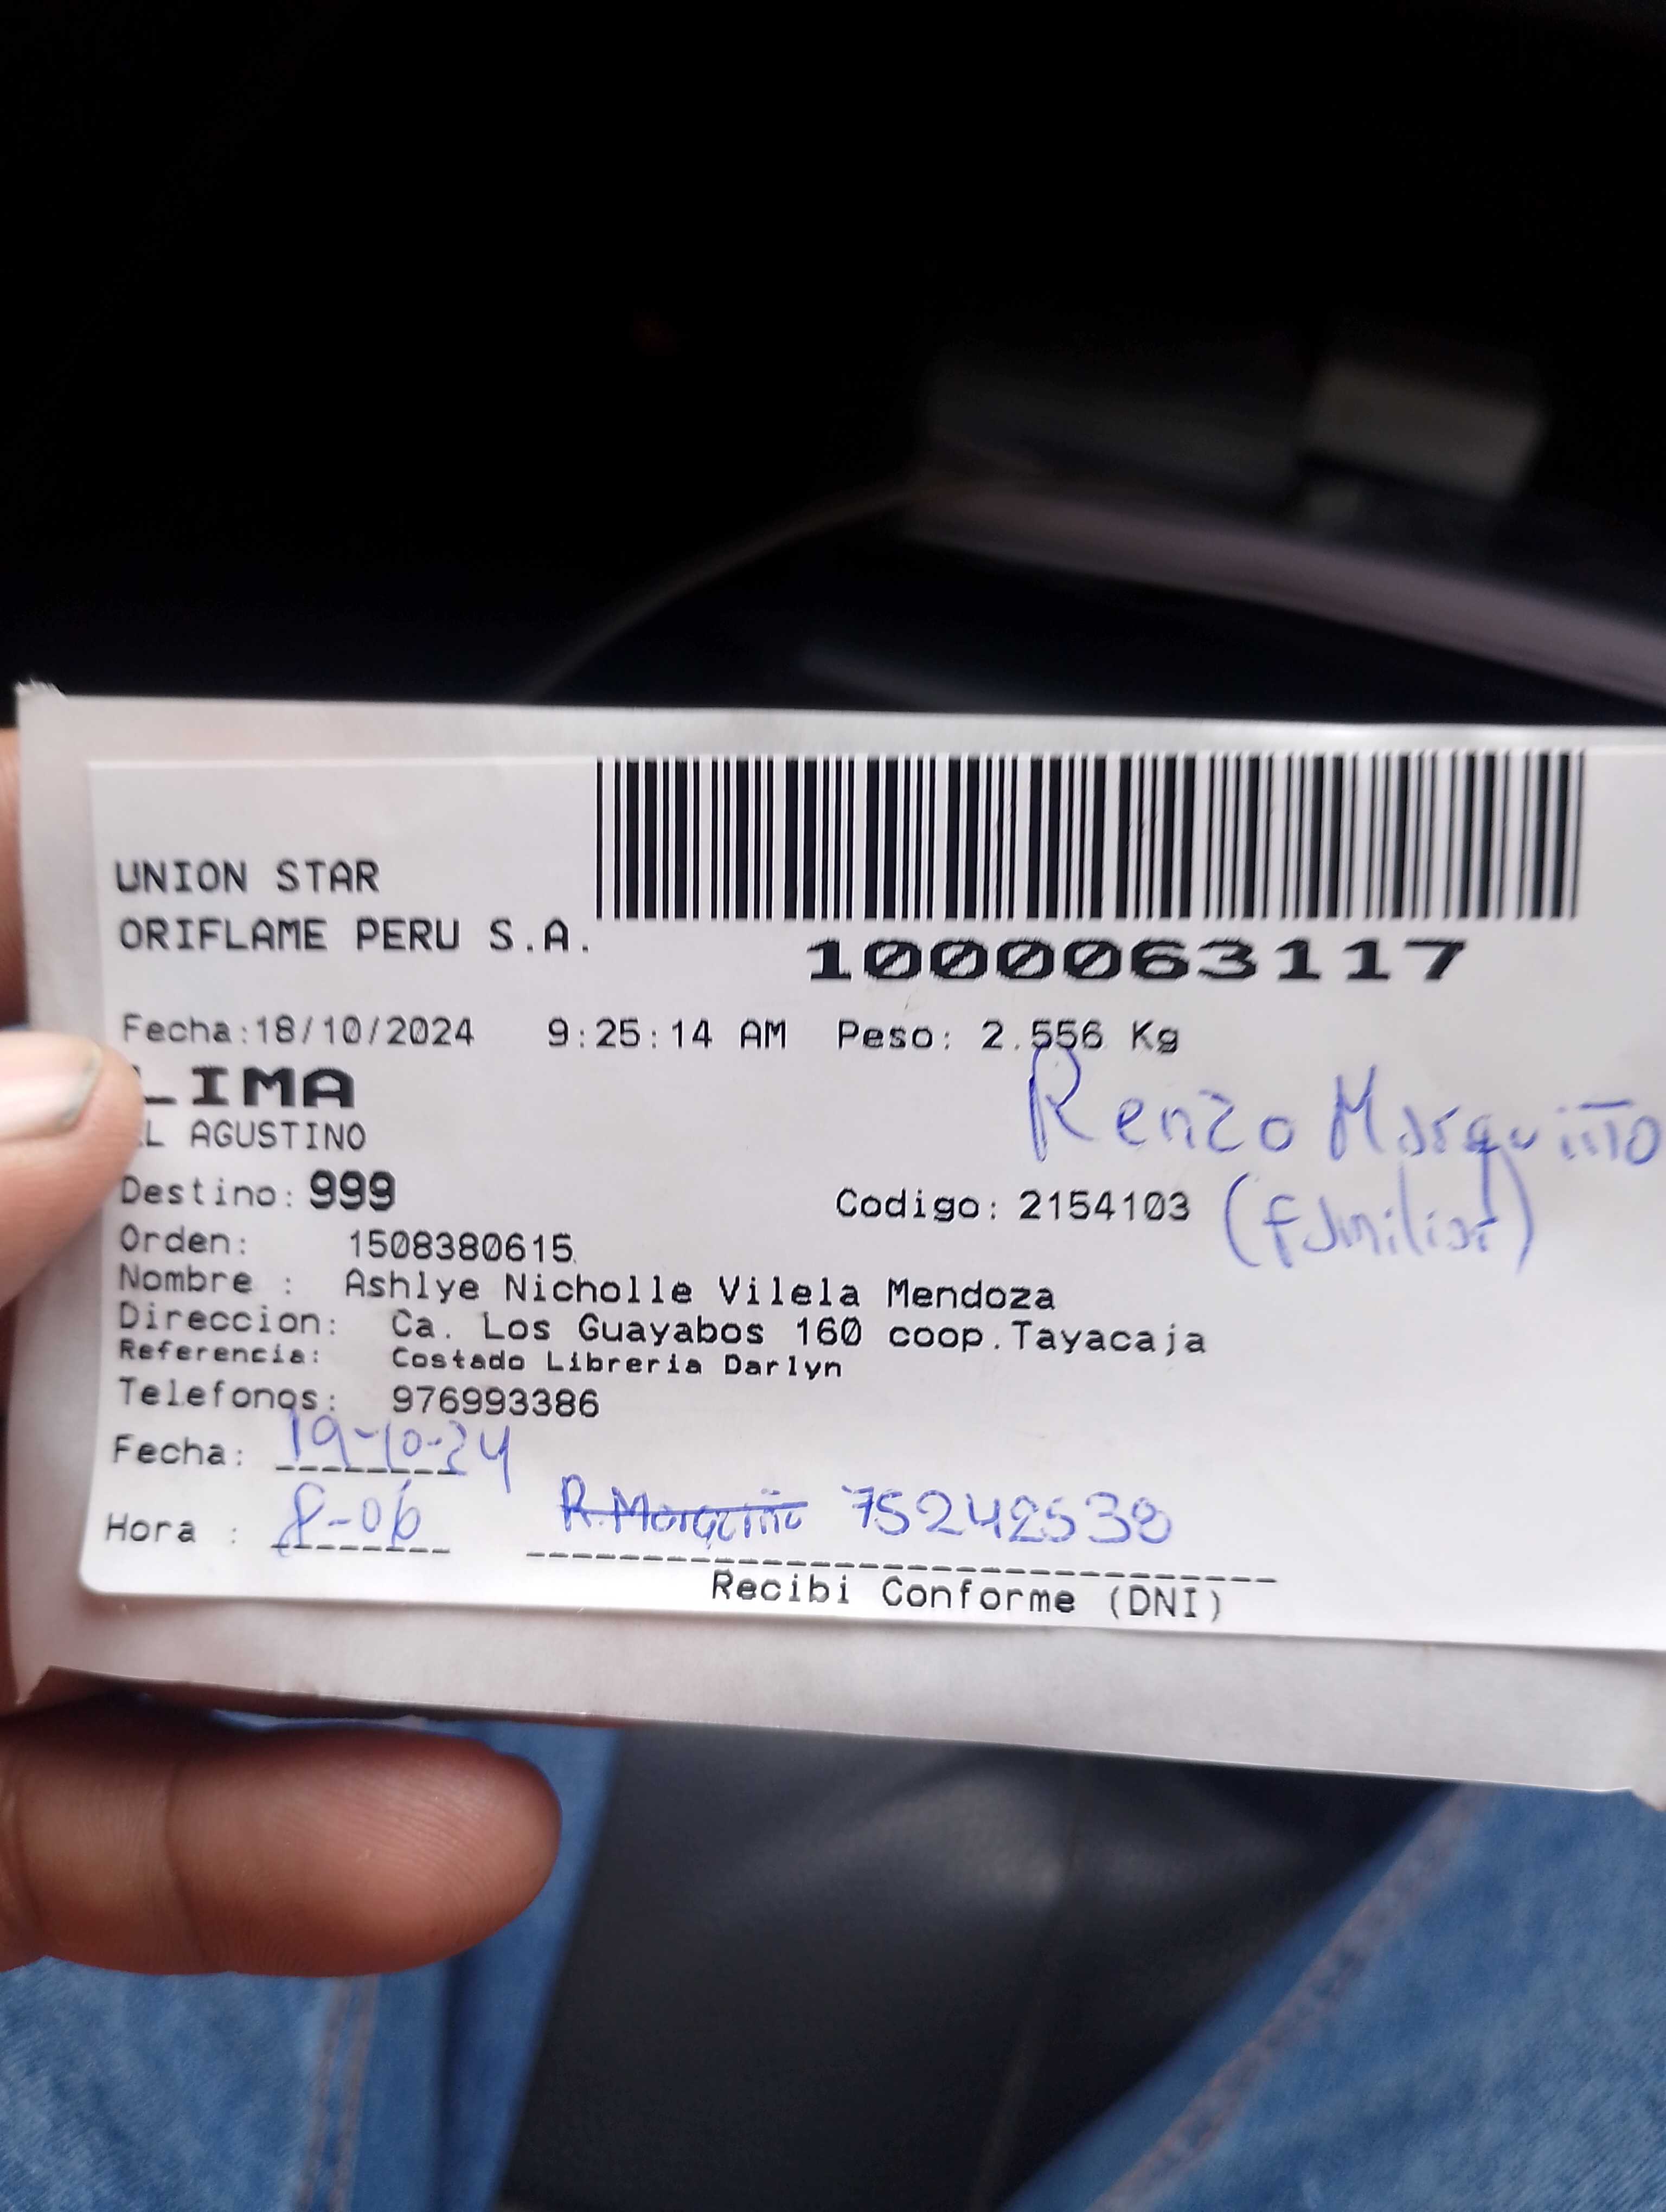 UNION STAR
ORIFLAME PERU S.A.
1000063117
Fecha:18/10/2024 9:25:14 AM Peso: 2.556 Kg
LIMA
EL AGUSTINO
Renzo Marquiño
(familiar)
Destino: 999
Codigo: 2154103
Orden: 1508380615
Nombre : Ashlye Nicholle Vilela Mendoza
Direccion: Ca. Los Guayabos 160 coop.Tayacaja
Referencia: Costado Libreria Darlyn
Telefonos: 976993386
Fecha: 19-10-24
Hora : 8-06 R.Marquiño 75242538
Recibi Conforme (DNI)